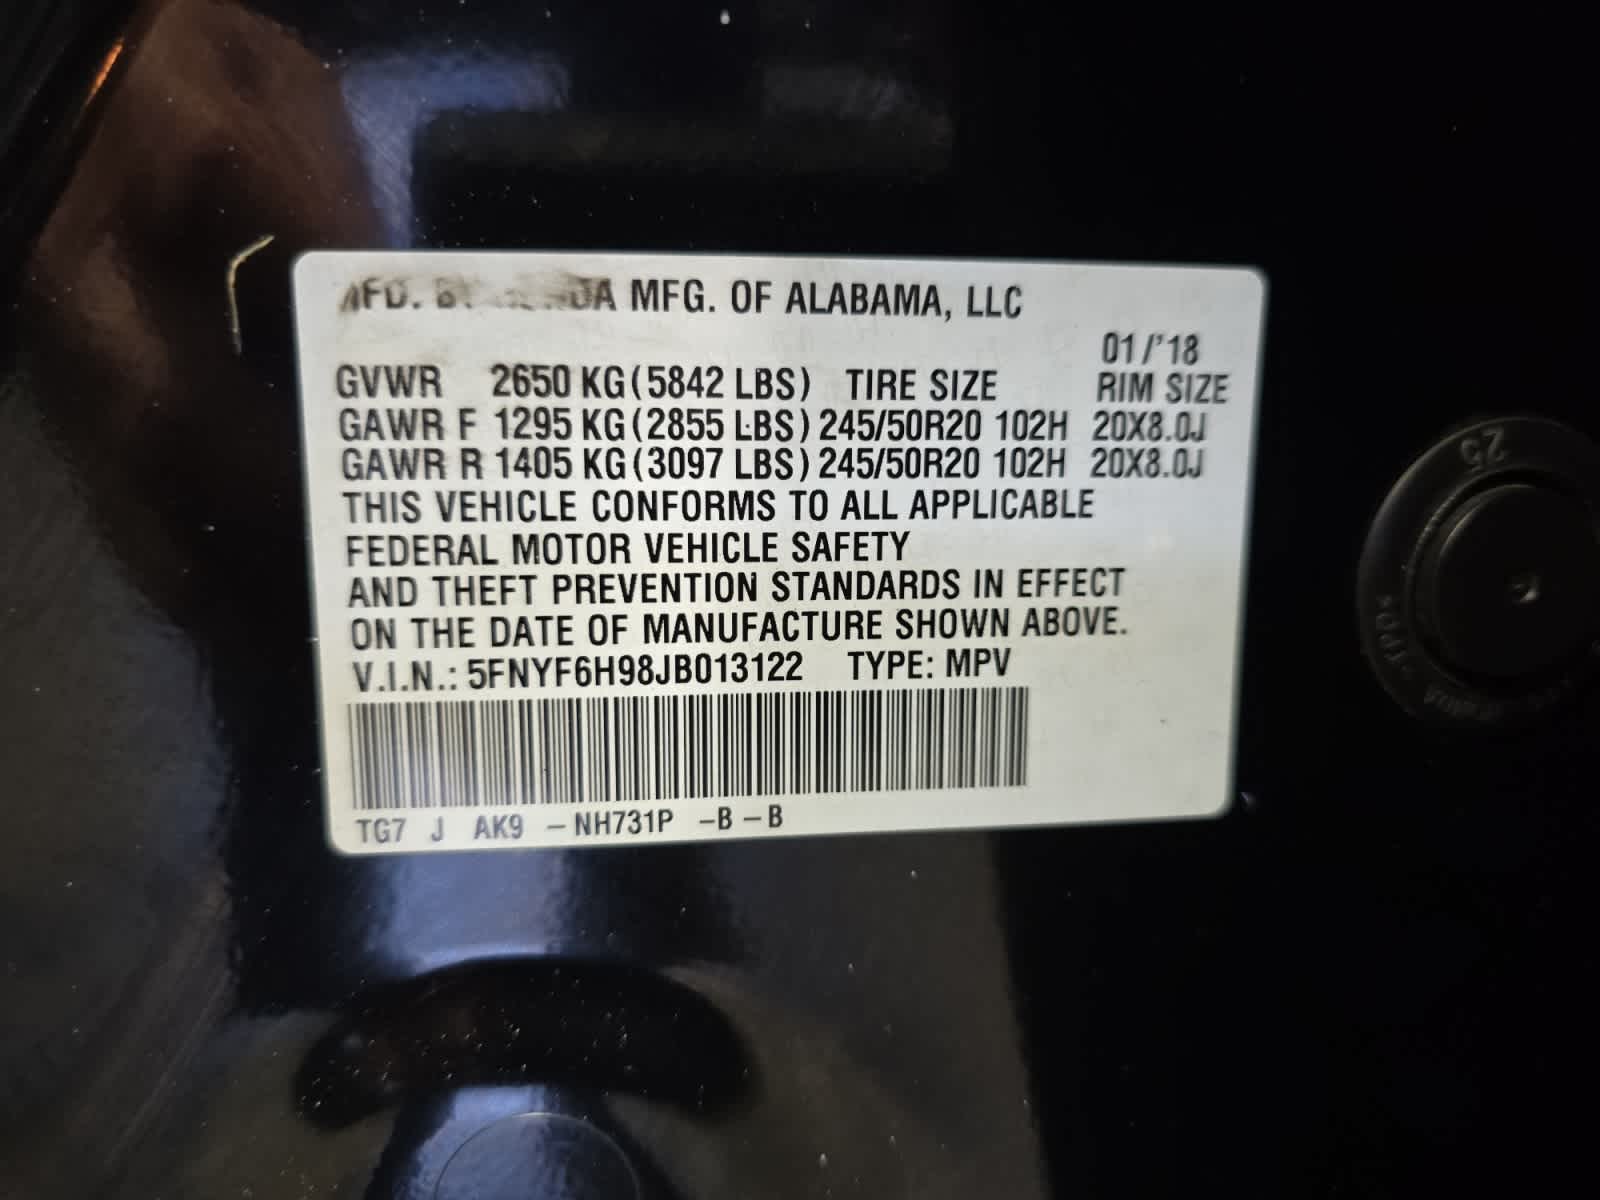 MFD. BY HONDA MFG. OF ALABAMA, LLC
01/'18
GVWR 2650 KG(5842 LBS) TIRE SIZE RIM SIZE
GAWR F 1295 KG(2855 LBS) 245/50R20 102H 20X8.0J
GAWR R 1405 KG(3097 LBS) 245/50R20 102H 20X8.0J
THIS VEHICLE CONFORMS TO ALL APPLICABLE
FEDERAL MOTOR VEHICLE SAFETY
AND THEFT PREVENTION STANDARDS IN EFFECT
ON THE DATE OF MANUFACTURE SHOWN ABOVE.
V.I.N.: 5FNYF6H98JB013122 TYPE: MPV
TG7 J AK9 -NH731P -B-B
25